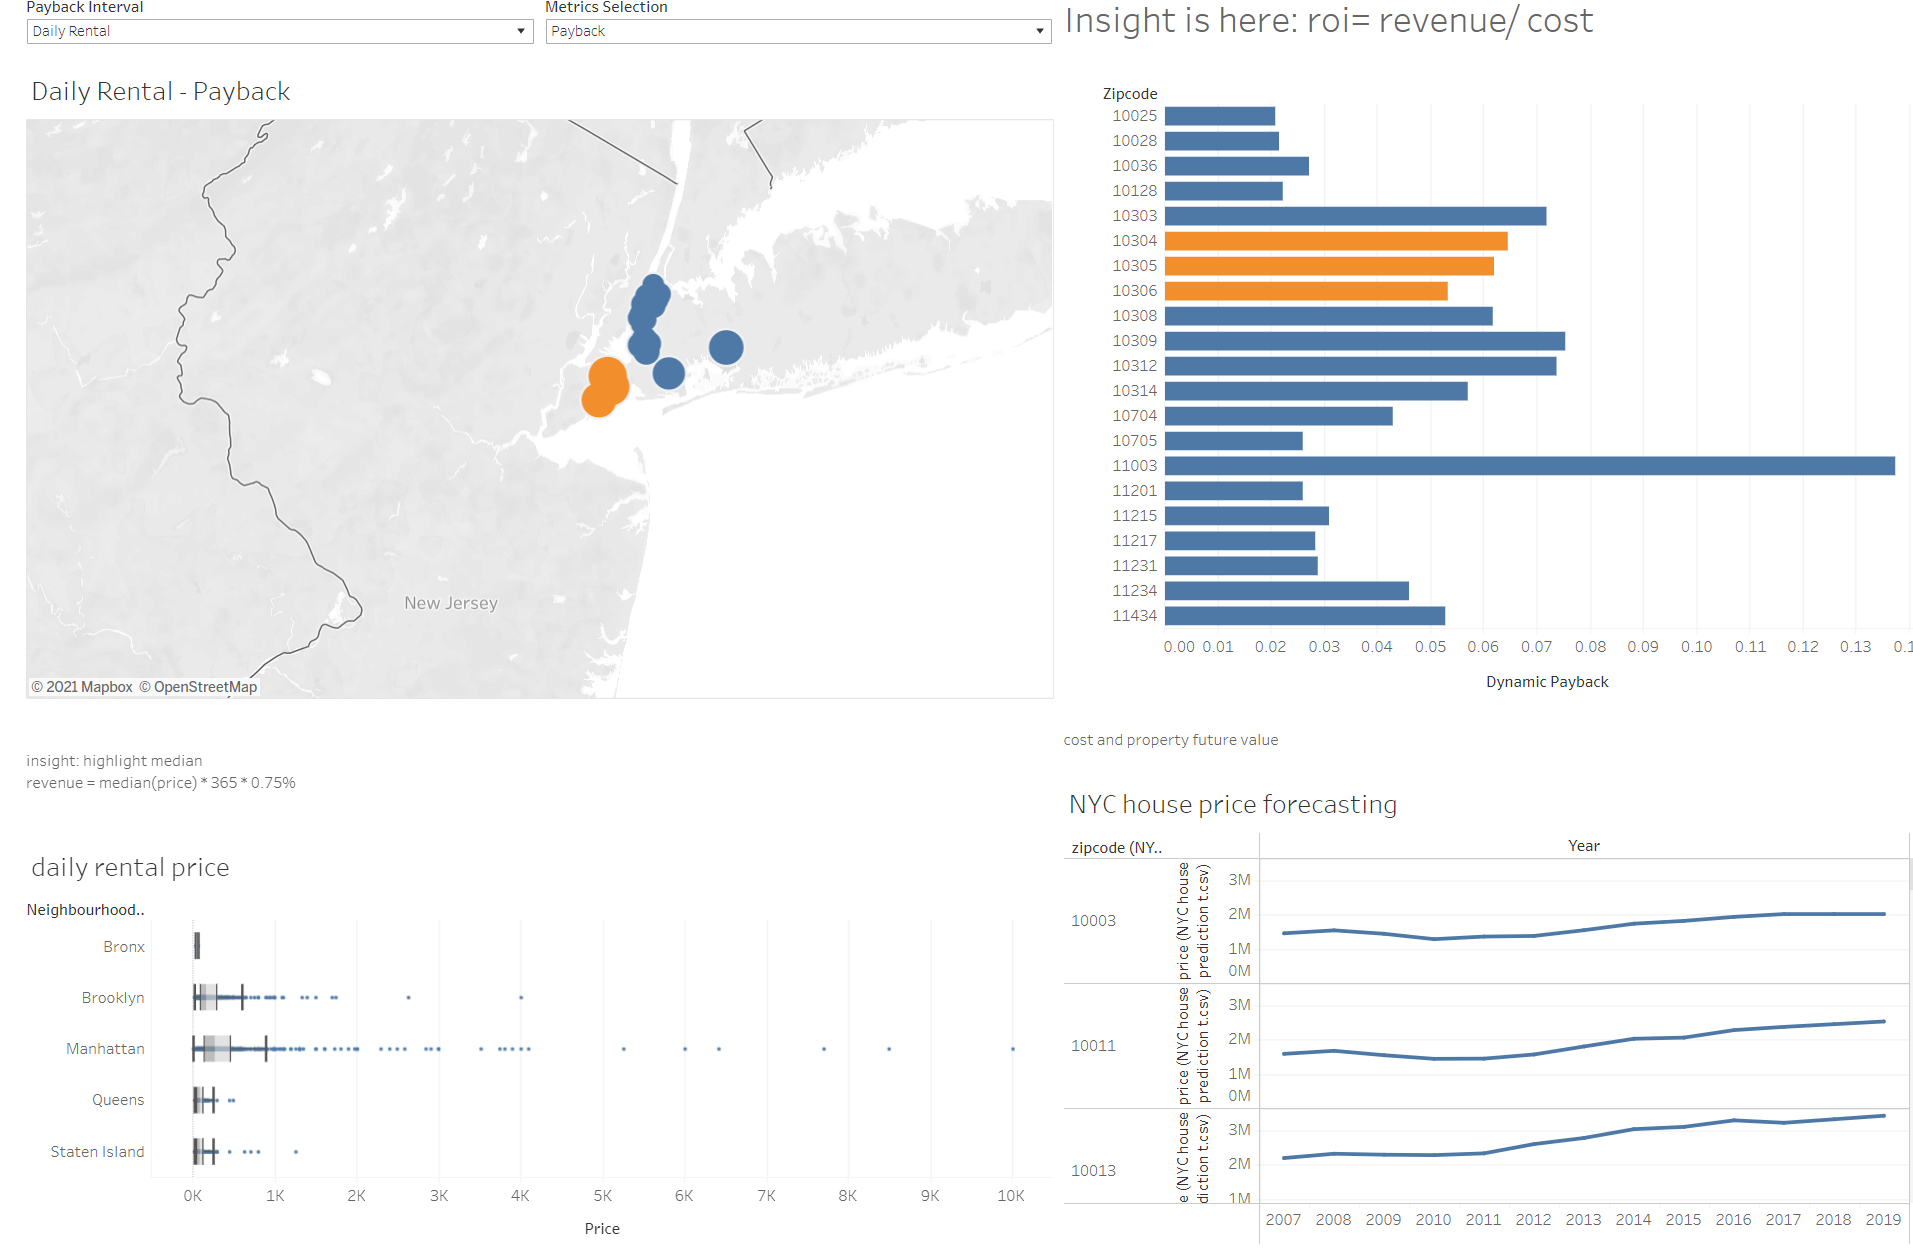 Payback Interval
Daily Rental
Metrics Selection
Payback
Insight is here: roi= revenue/ cost
Daily Rental - Payback
New Jersey
© 2021 Mapbox © OpenStreetMap
Zipcode
10025
10028
10036
10128
10303
10304
10305
10306
10308
10309
10312
10314
10704
10705
11003
11201
11215
11217
11231
11234
11434
0.00 0.01 0.02 0.03 0.04 0.05 0.06 0.07 0.08 0.09 0.10 0.11 0.12 0.13 0.1
Dynamic Payback
insight: highlight median
revenue = median(price) * 365 * 0.75%
cost and property future value
daily rental price
Neighbourhood..
Bronx
Brooklyn
Manhattan
Queens
Staten Island
0K 1K 2K 3K 4K 5K 6K 7K 8K 9K 10K
Price
NYC house price forecasting
zipcode (NY..
Year
10003
price (NYC house
prediction t.csv)
3M
2M
1M
0M
10011
price (NYC house
prediction t.csv)
3M
2M
1M
0M
10013
e (NYC house
diction t.csv)
3M
2M
1M
2007 2008 2009 2010 2011 2012 2013 2014 2015 2016 2017 2018 2019